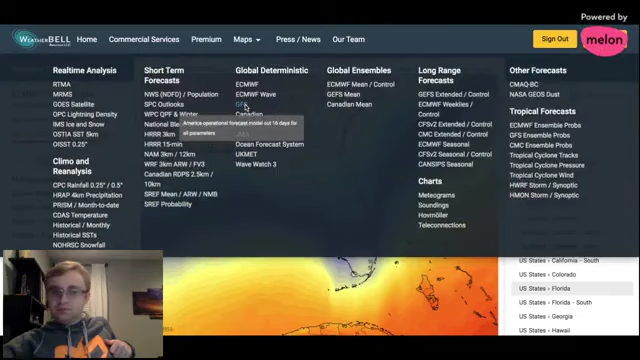 Powered by
melon
WEATHERBELL
Home
Commercial Services
Premium
Maps
Press / News
Our Team
Sign Out
Realtime Analysis
RTMA
MRMS
GOES Satellite
OPC Lightning Density
IMS Ice and Snow
OSTIA SST 5km
OISST 0.25°
Climo and
Reanalysis
CPC Rainfall 0.25° / 0.5°
HRAP 4km Precipitation
PRISM / Month-to-date
CDAS Temperature
Historical / Monthly
Historical SSTs
NOHRSC Snowfall
Short Term
Forecasts
NWS (NDFD) / Population
SPC Outlooks
WPC QPF & Winter
National Ble
HRRR 3km
HRRR 15-min
NAM 3km / 12km
WRF 3km ARW / FV3
Canadian RDPS 2.5km /
10km
SREF Mean / ARW / NMB
SREF Probability
Global Deterministic
ECMWF
ECMWF Wave
GFS
Canadian
America operational forecast model out 16 days for
all parameters
JMA
Ocean Forecast System
UKMET
Wave Watch 3
Global Ensembles
ECMWF Mean
GEFS Mean
Canadian Mean
Long Range
Forecasts
GEFS Extended / Control
ECMWF Weeklies /
Control
CFSv2 Extended / Control
CMC Extended / Control
ECMWF Seasonal
CFSv2 Seasonal / Control
CANSIPS Seasonal
Charts
Meteograms
Soundings
Hovmöller
Teleconnections
Other Forecasts
CMAQ-BC
NASA GEOS Dust
Tropical Forecasts
ECMWF Ensemble Probs
GEFS Ensemble Probs
CMC Ensemble Probs
Tropical Cyclone Tracks
Tropical Cyclone Pressure
Tropical Cyclone Wind
HWRF Storm / Synoptic
HMON Storm / Synoptic
US States › California - South
US States › Colorado
US States › Florida
US States › Florida - South
US States › Georgia
US States › Hawaii